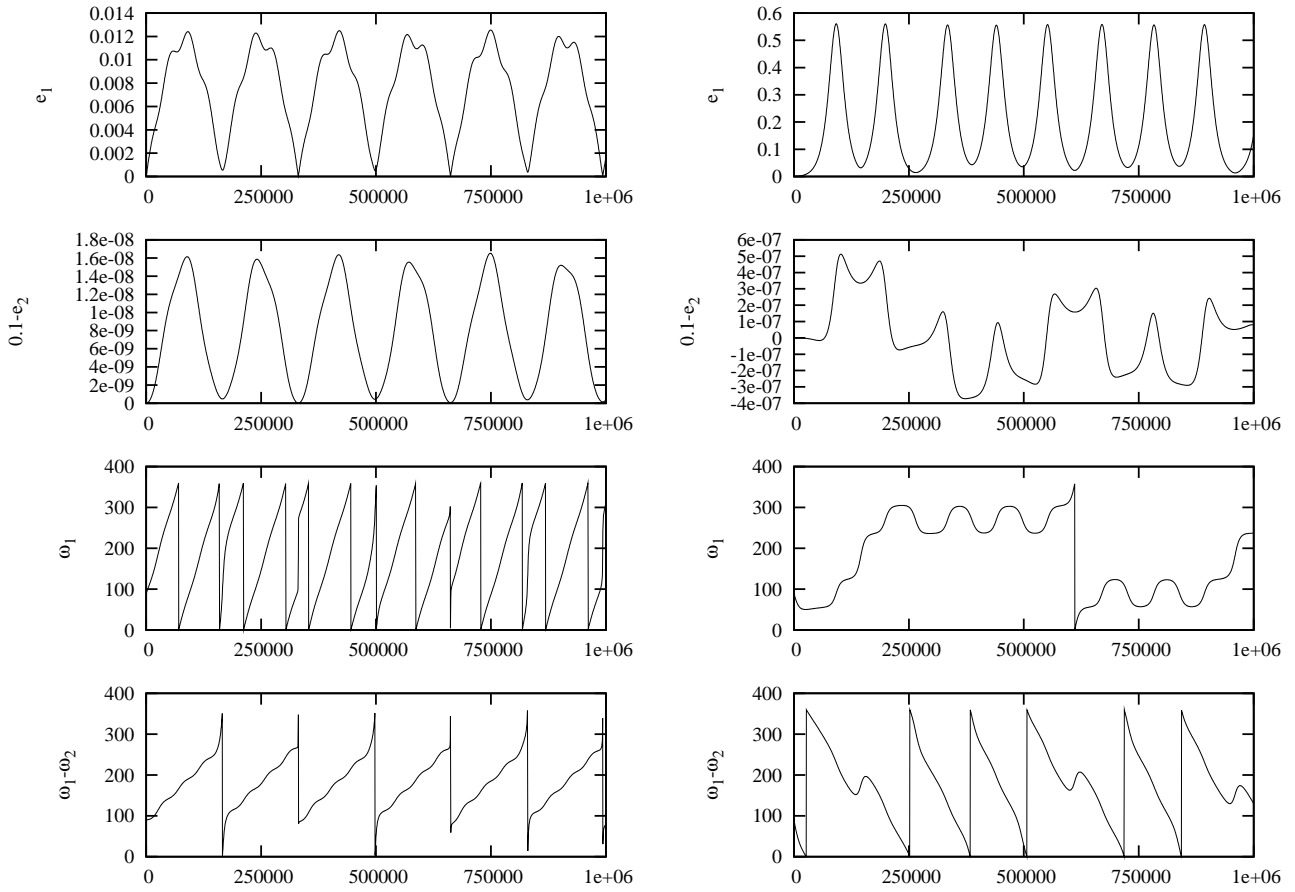 e1
0.014
0.012
0.01
0.008
0.006
0.004
0.002
0
0 250000 500000 750000 1e+06
e1
0.6
0.5
0.4
0.3
0.2
0.1
0
0 250000 500000 750000 1e+06
0.1-e2
1.8e-08
1.6e-08
1.4e-08
1.2e-08
1e-08
8e-09
6e-09
4e-09
2e-09
0
0 250000 500000 750000 1e+06
0.1-e2
6e-07
5e-07
4e-07
3e-07
2e-07
1e-07
0
-1e-07
-2e-07
-3e-07
-4e-07
0 250000 500000 750000 1e+06
ω1
400
300
200
100
0
0 250000 500000 750000 1e+06
ω1
400
300
200
100
0
0 250000 500000 750000 1e+06
ω1-ω2
400
300
200
100
0
0 250000 500000 750000 1e+06
ω1-ω2
400
300
200
100
0
0 250000 500000 750000 1e+06